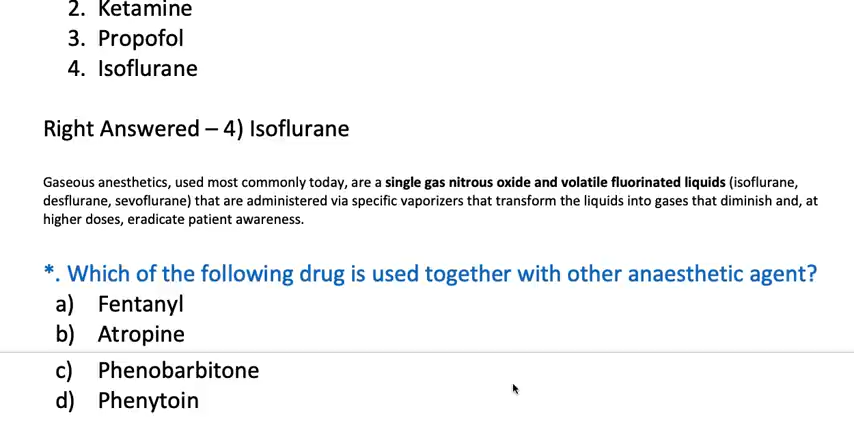 2. Ketamine
3. Propofol
4. Isoflurane
Right Answered – 4) Isoflurane
Gaseous anesthetics, used most commonly today, are a single gas nitrous oxide and volatile fluorinated liquids (isoflurane,
desflurane, sevoflurane) that are administered via specific vaporizers that transform the liquids into gases that diminish and, at
higher doses, eradicate patient awareness.
*. Which of the following drug is used together with other anaesthetic agent?
a) Fentanyl
b) Atropine
c) Phenobarbitone
d) Phenytoin